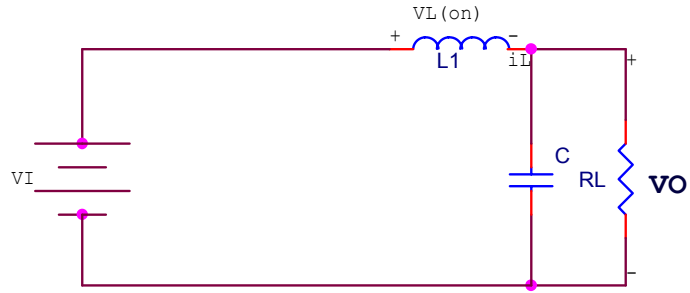 VL(on)
+ -
L1 iL +
C
VI RL VO
-